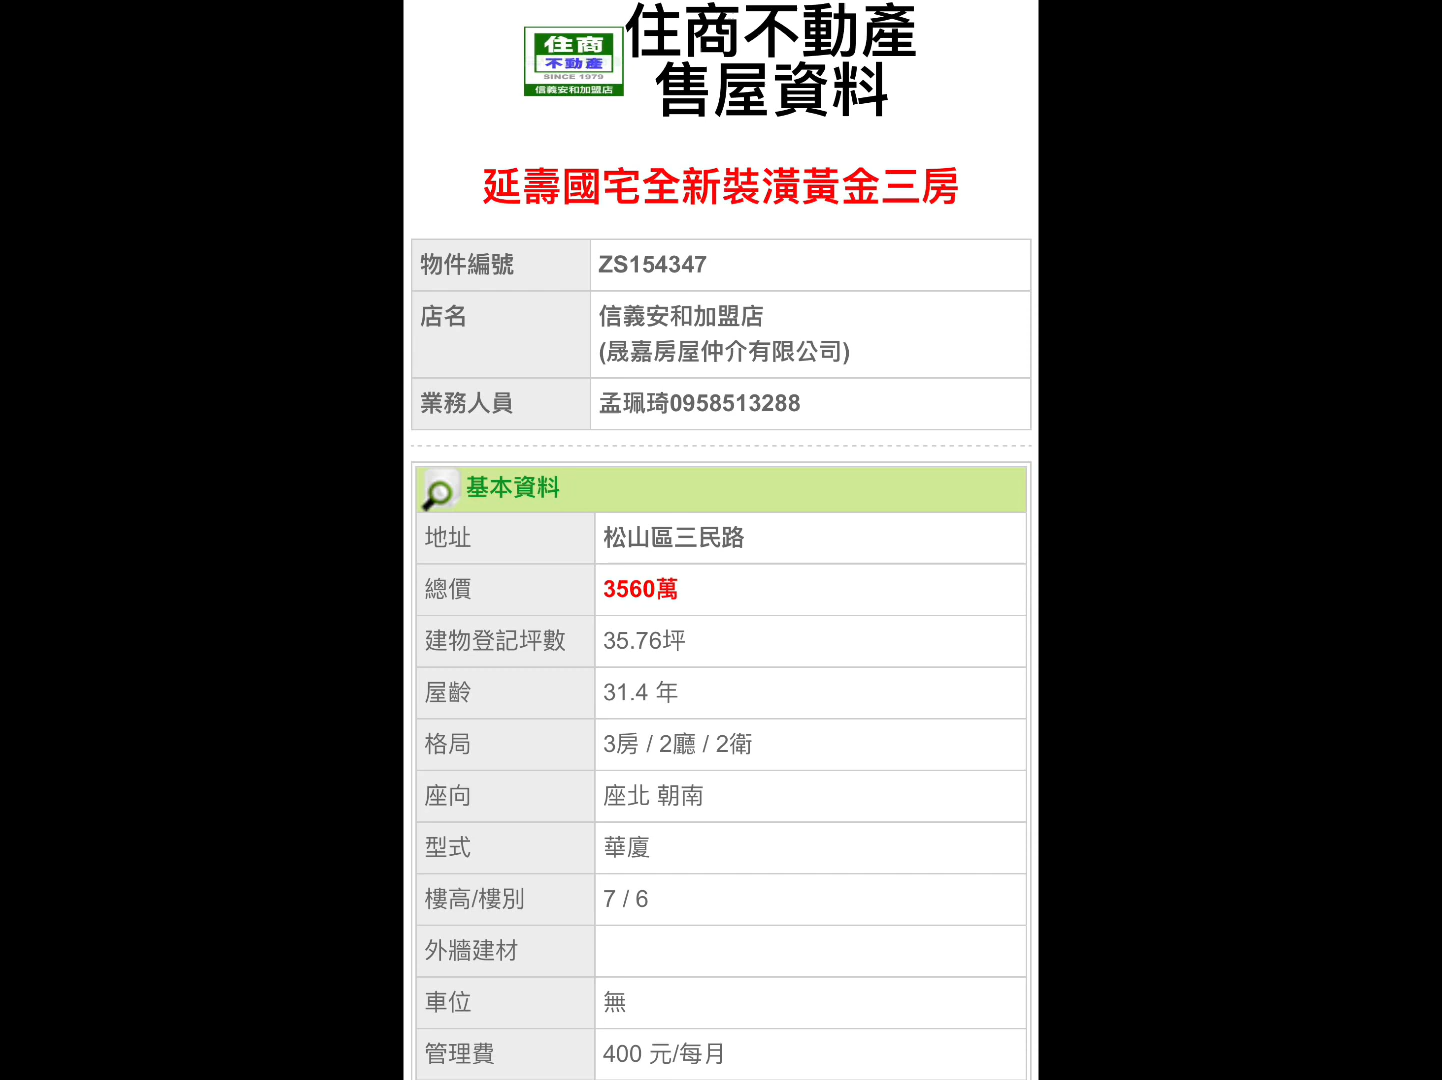 住商
不動產
SINCE 1979
信義安和加盟店
住商不動產
售屋資料
延壽國宅全新裝潢黃金三房
物件編號 ZS154347
店名 信義安和加盟店
(晟嘉房屋仲介有限公司)
業務人員 孟珮琦0958513288
基本資料
地址 松山區三民路
總價 3560萬
建物登記坪數 35.76坪
屋齡 31.4 年
格局 3房 / 2廳 / 2衛
座向 座北 朝南
型式 華廈
樓高/樓別 7 / 6
外牆建材
車位 無
管理費 400 元/每月